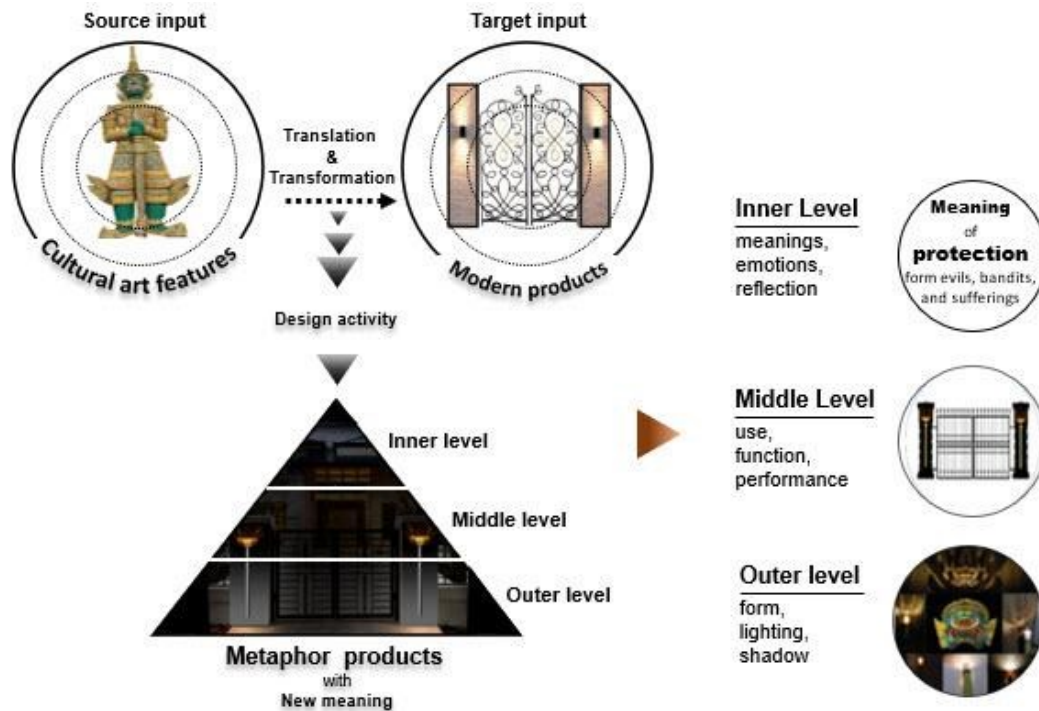 Source input
Target input
Translation
&
Transformation
Cultural art features
Modern products
Design activity
Inner level
Middle level
Outer level
Metaphor products
with
New meaning
Inner Level
meanings,
emotions,
reflection
Meaning
of
protection
form evils, bandits,
and sufferings
Middle Level
use,
function,
performance
Outer level
form,
lighting,
shadow